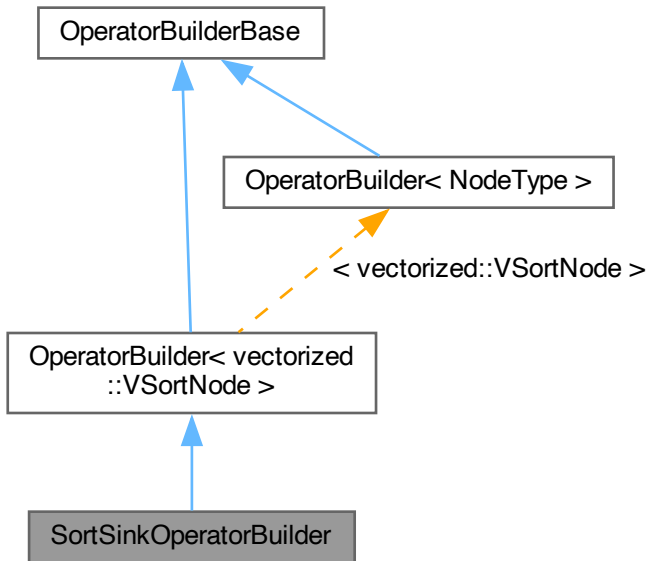 OperatorBuilderBase
OperatorBuilder< NodeType >
< vectorized::VSortNode >
OperatorBuilder< vectorized
::VSortNode >
SortSinkOperatorBuilder